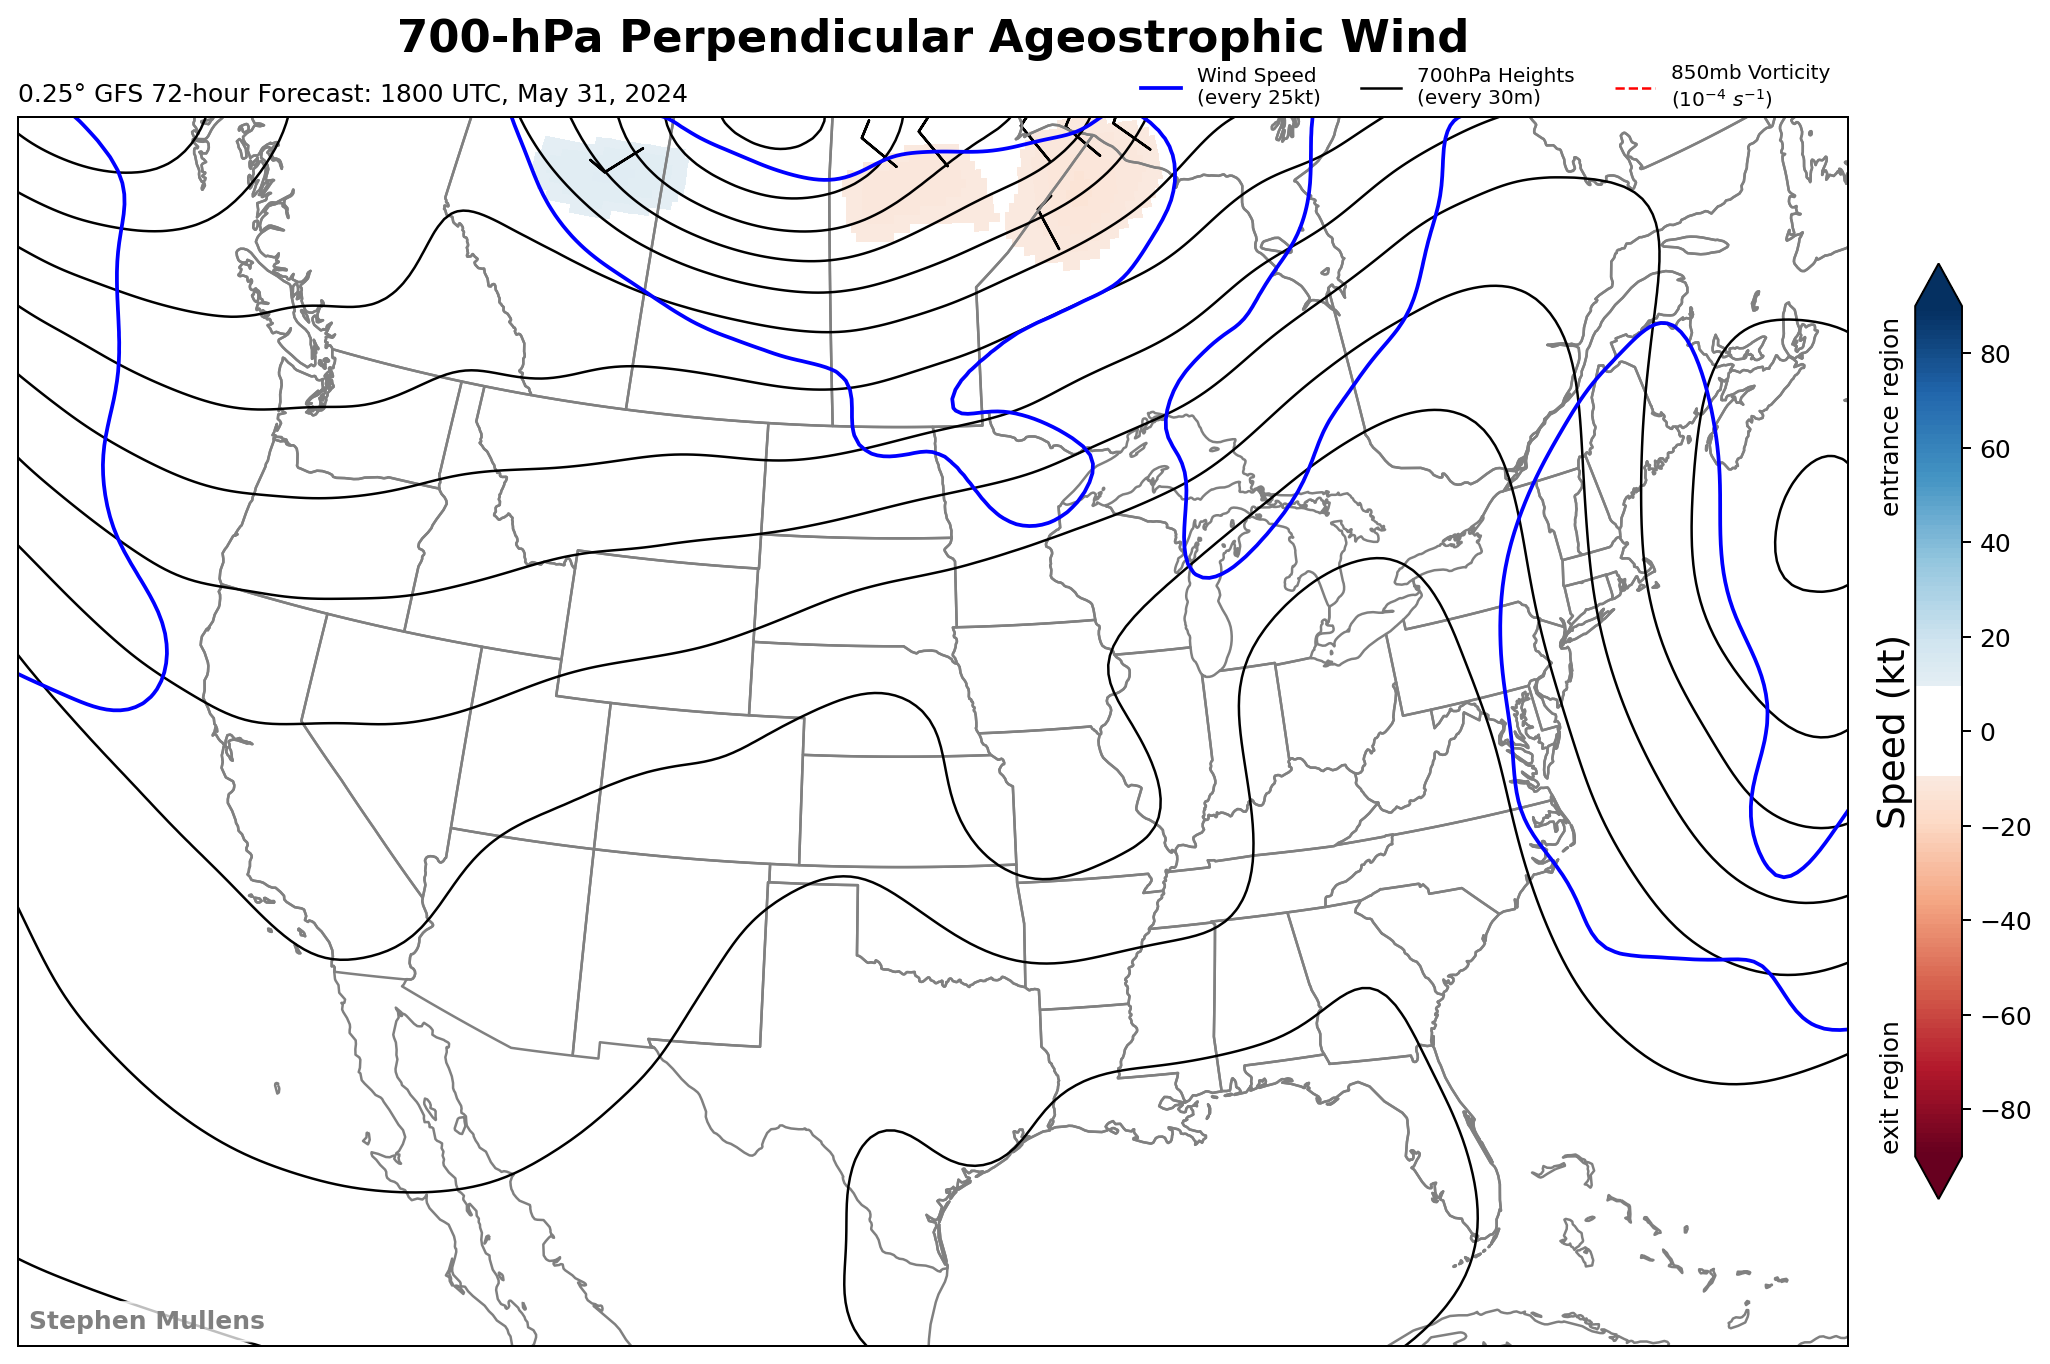 700-hPa Perpendicular Ageostrophic Wind
0.25° GFS 72-hour Forecast: 1800 UTC, May 31, 2024
Wind Speed
(every 25kt)
700hPa Heights
(every 30m)
850mb Vorticity
(10⁻⁴ s⁻¹)
entrance region
Speed (kt)
exit region
80
60
40
20
0
−20
−40
−60
−80
Stephen Mullens